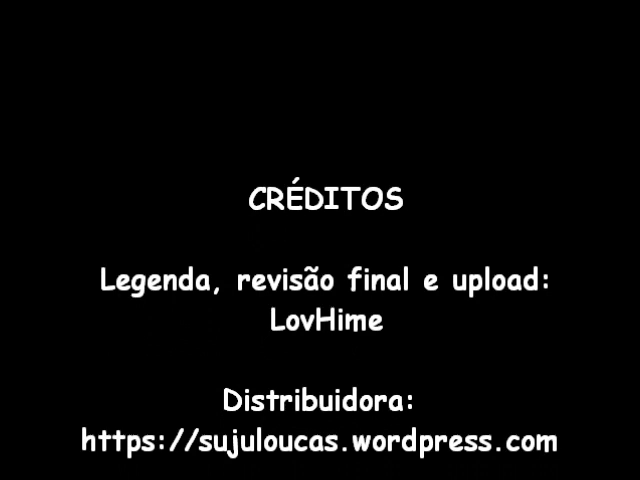 CRÉDITOS
Legenda, revisão final e upload:
LovHime
Distribuidora:
https://sujuloucas.wordpress.com